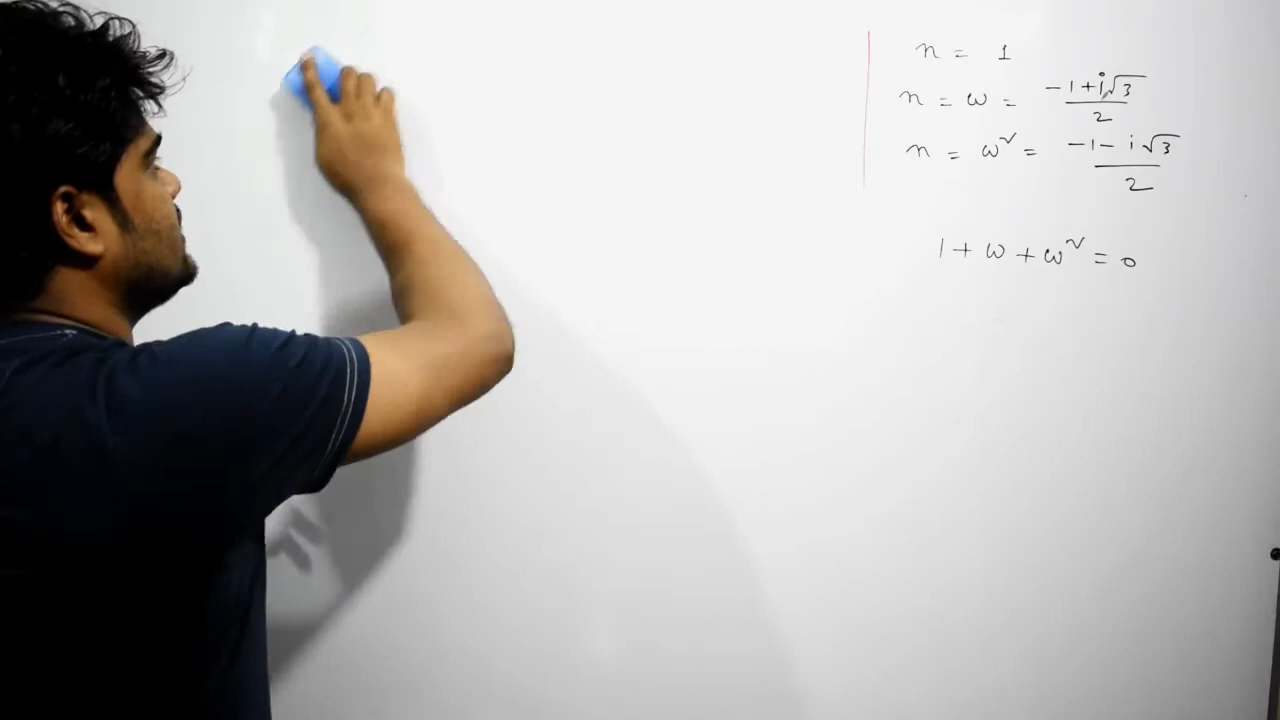 x = 1
x = ω = (-1+i√3)/2
x = ω² = (-1-i√3)/2
1 + ω + ω² = 0